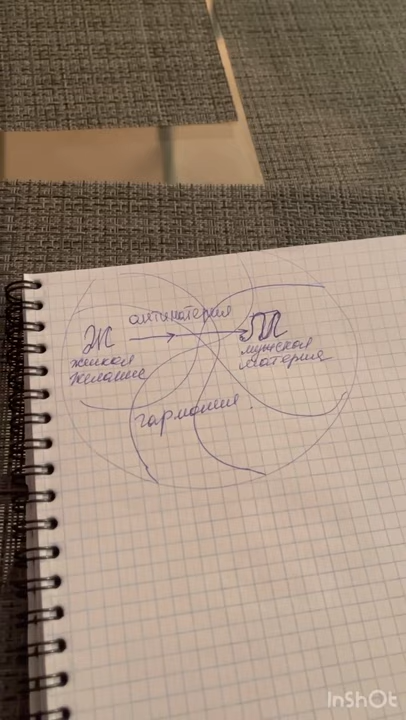 антиматерия
Ж
М
женское
желание
мужская
материя
гармония
InShOt